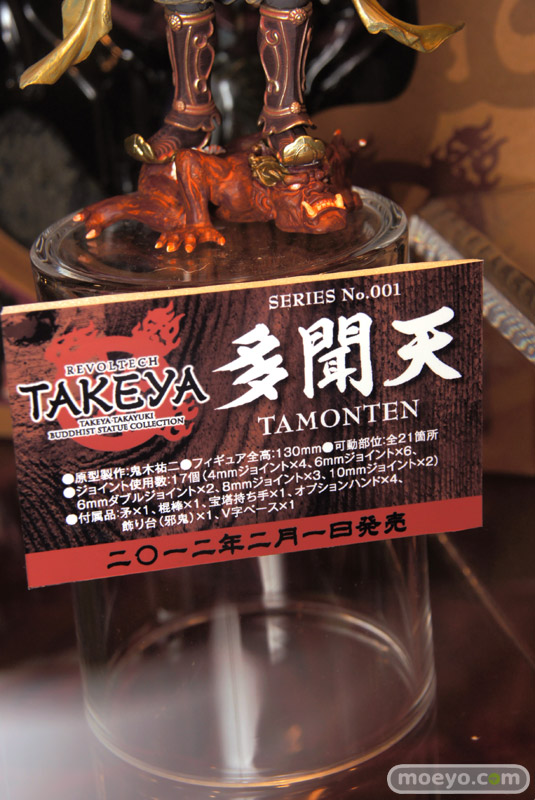 SERIES No.001
REVOLTECH
TAKEYA
TAKEYA TAKAYUKI
BUDDHIST STATUE COLLECTION
多聞天
TAMONTEN
●原型製作:鬼木祐二●フィギュア全高:130mm●可動部位:全21箇所
●ジョイント使用数:17個(4mmジョイント×4、6mmジョイント×6、
6mmダブルジョイント×2、8mmジョイント×3、10mmジョイント×2)
●付属品:矛×1、棍棒×1、宝塔持ち手×1、オプションハンド×4、
飾り台(邪鬼)×1、V字ベース×1
二〇一二年二月一日発売
moeyo.com